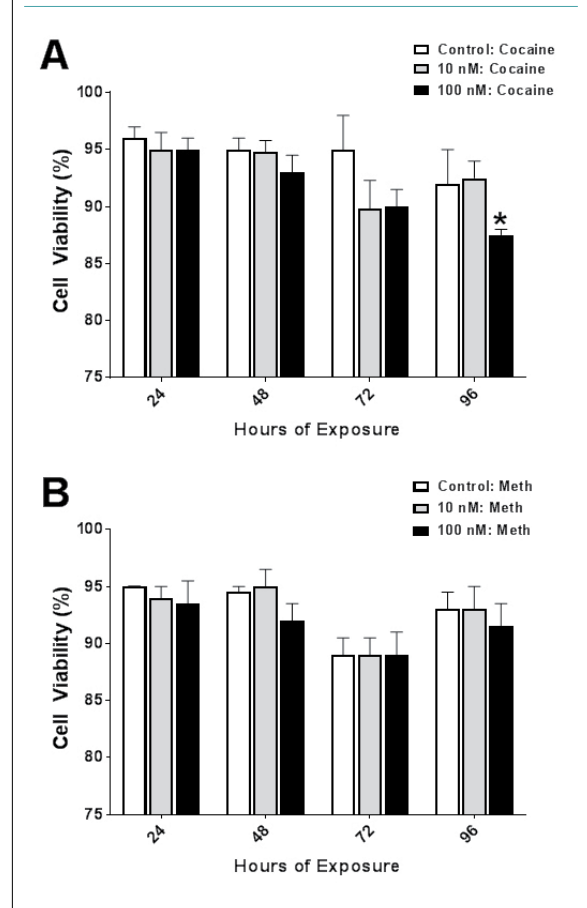 A
Control: Cocaine
10 nM: Cocaine
100 nM: Cocaine
100
95
90
85
80
75
Cell Viability (%)
*
24 48 72 96
Hours of Exposure
B
Control: Meth
10 nM: Meth
100 nM: Meth
100
95
90
85
80
75
Cell Viability (%)
24 48 72 96
Hours of Exposure